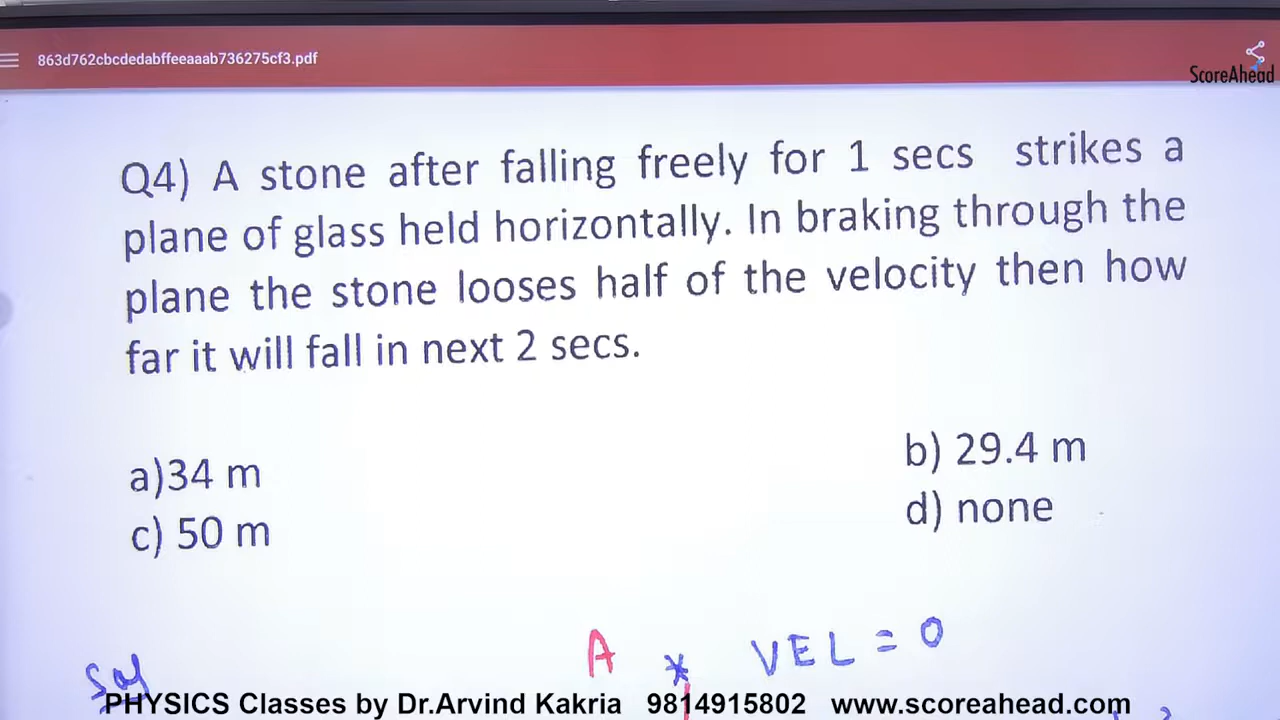 863d762cbcdedabffeeaaab736275cf3.pdf
ScoreAhead
Q4) A stone after falling freely for 1 secs strikes a
plane of glass held horizontally. In braking through the
plane the stone looses half of the velocity then how
far it will fall in next 2 secs.
a)34 m
b) 29.4 m
c) 50 m
d) none
A
VEL = 0
Sol
PHYSICS Classes by Dr.Arvind Kakria 9814915802 www.scoreahead.com